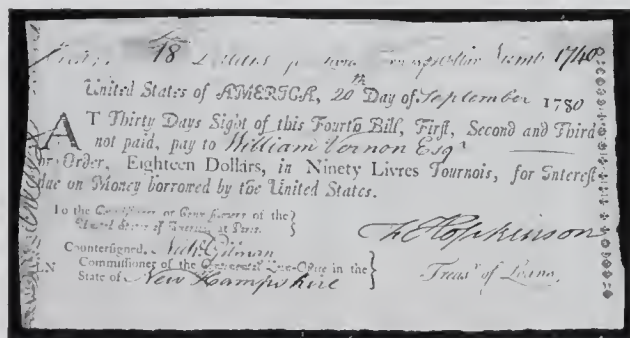 18 Dollars 1740
United States of AMERICA, 20th Day of September 1780
AT Thirty Days Sight of this Fourth Bill, First, Second and Third
not paid, pay to William Vernon Esqr
or Order, Eighteen Dollars, in Ninety Livres Tournois, for Interest
due on Money borrowed by the United States.
To the Commissioner or Commissioners of the
United States of America at Paris.
F Hopkinson
Countersigned, Nichs Gilman
Commissioner of the Continental Loan-Office in the
State of New Hampshire
Treasr of Loans.